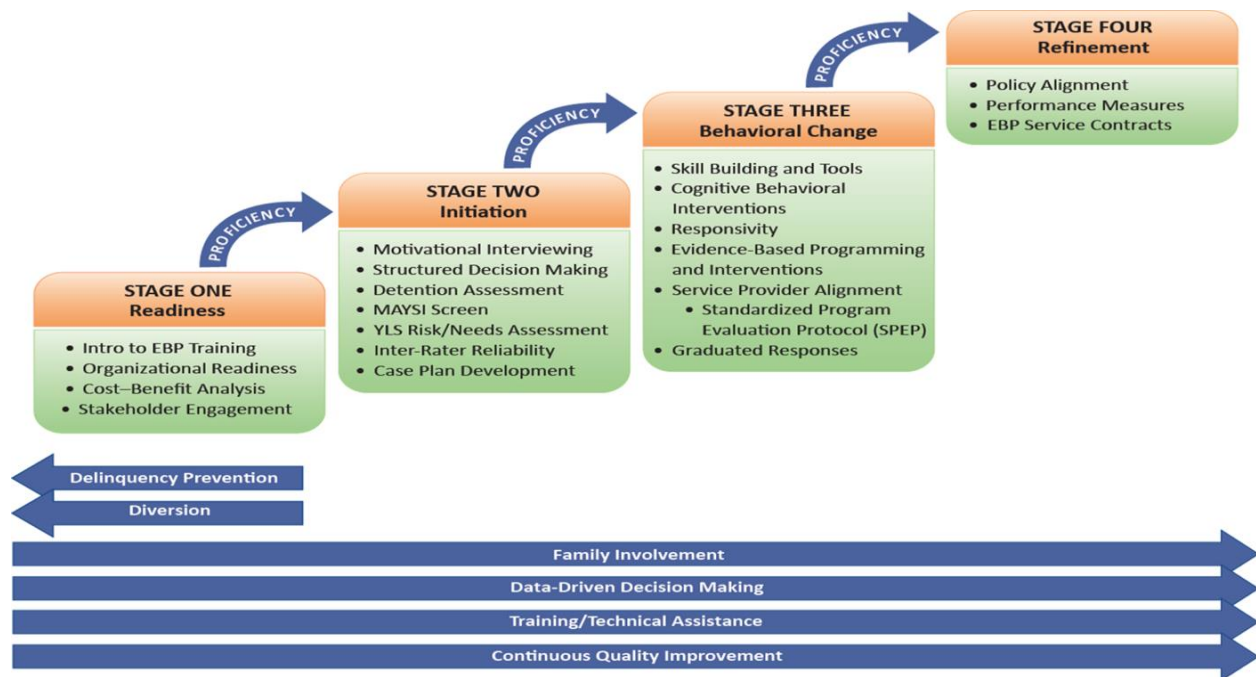 STAGE ONE
Readiness
• Intro to EBP Training
• Organizational Readiness
• Cost–Benefit Analysis
• Stakeholder Engagement
PROFICIENCY
STAGE TWO
Initiation
• Motivational Interviewing
• Structured Decision Making
• Detention Assessment
• MAYSI Screen
• YLS Risk/Needs Assessment
• Inter-Rater Reliability
• Case Plan Development
PROFICIENCY
STAGE THREE
Behavioral Change
• Skill Building and Tools
• Cognitive Behavioral
Interventions
• Responsivity
• Evidence-Based Programming
and Interventions
• Service Provider Alignment
• Standardized Program
Evaluation Protocol (SPEP)
• Graduated Responses
PROFICIENCY
STAGE FOUR
Refinement
• Policy Alignment
• Performance Measures
• EBP Service Contracts
Delinquency Prevention
Diversion
Family Involvement
Data-Driven Decision Making
Training/Technical Assistance
Continuous Quality Improvement